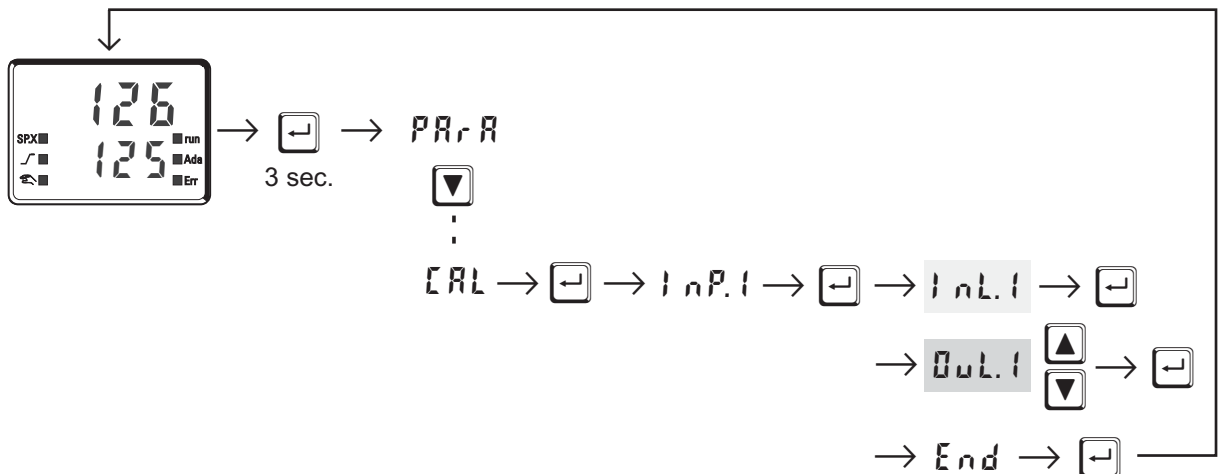 126
SP.X run
125 Ada
Err
3 sec.
PArA
CAL
InP.1
InL.1
OuL.1
End